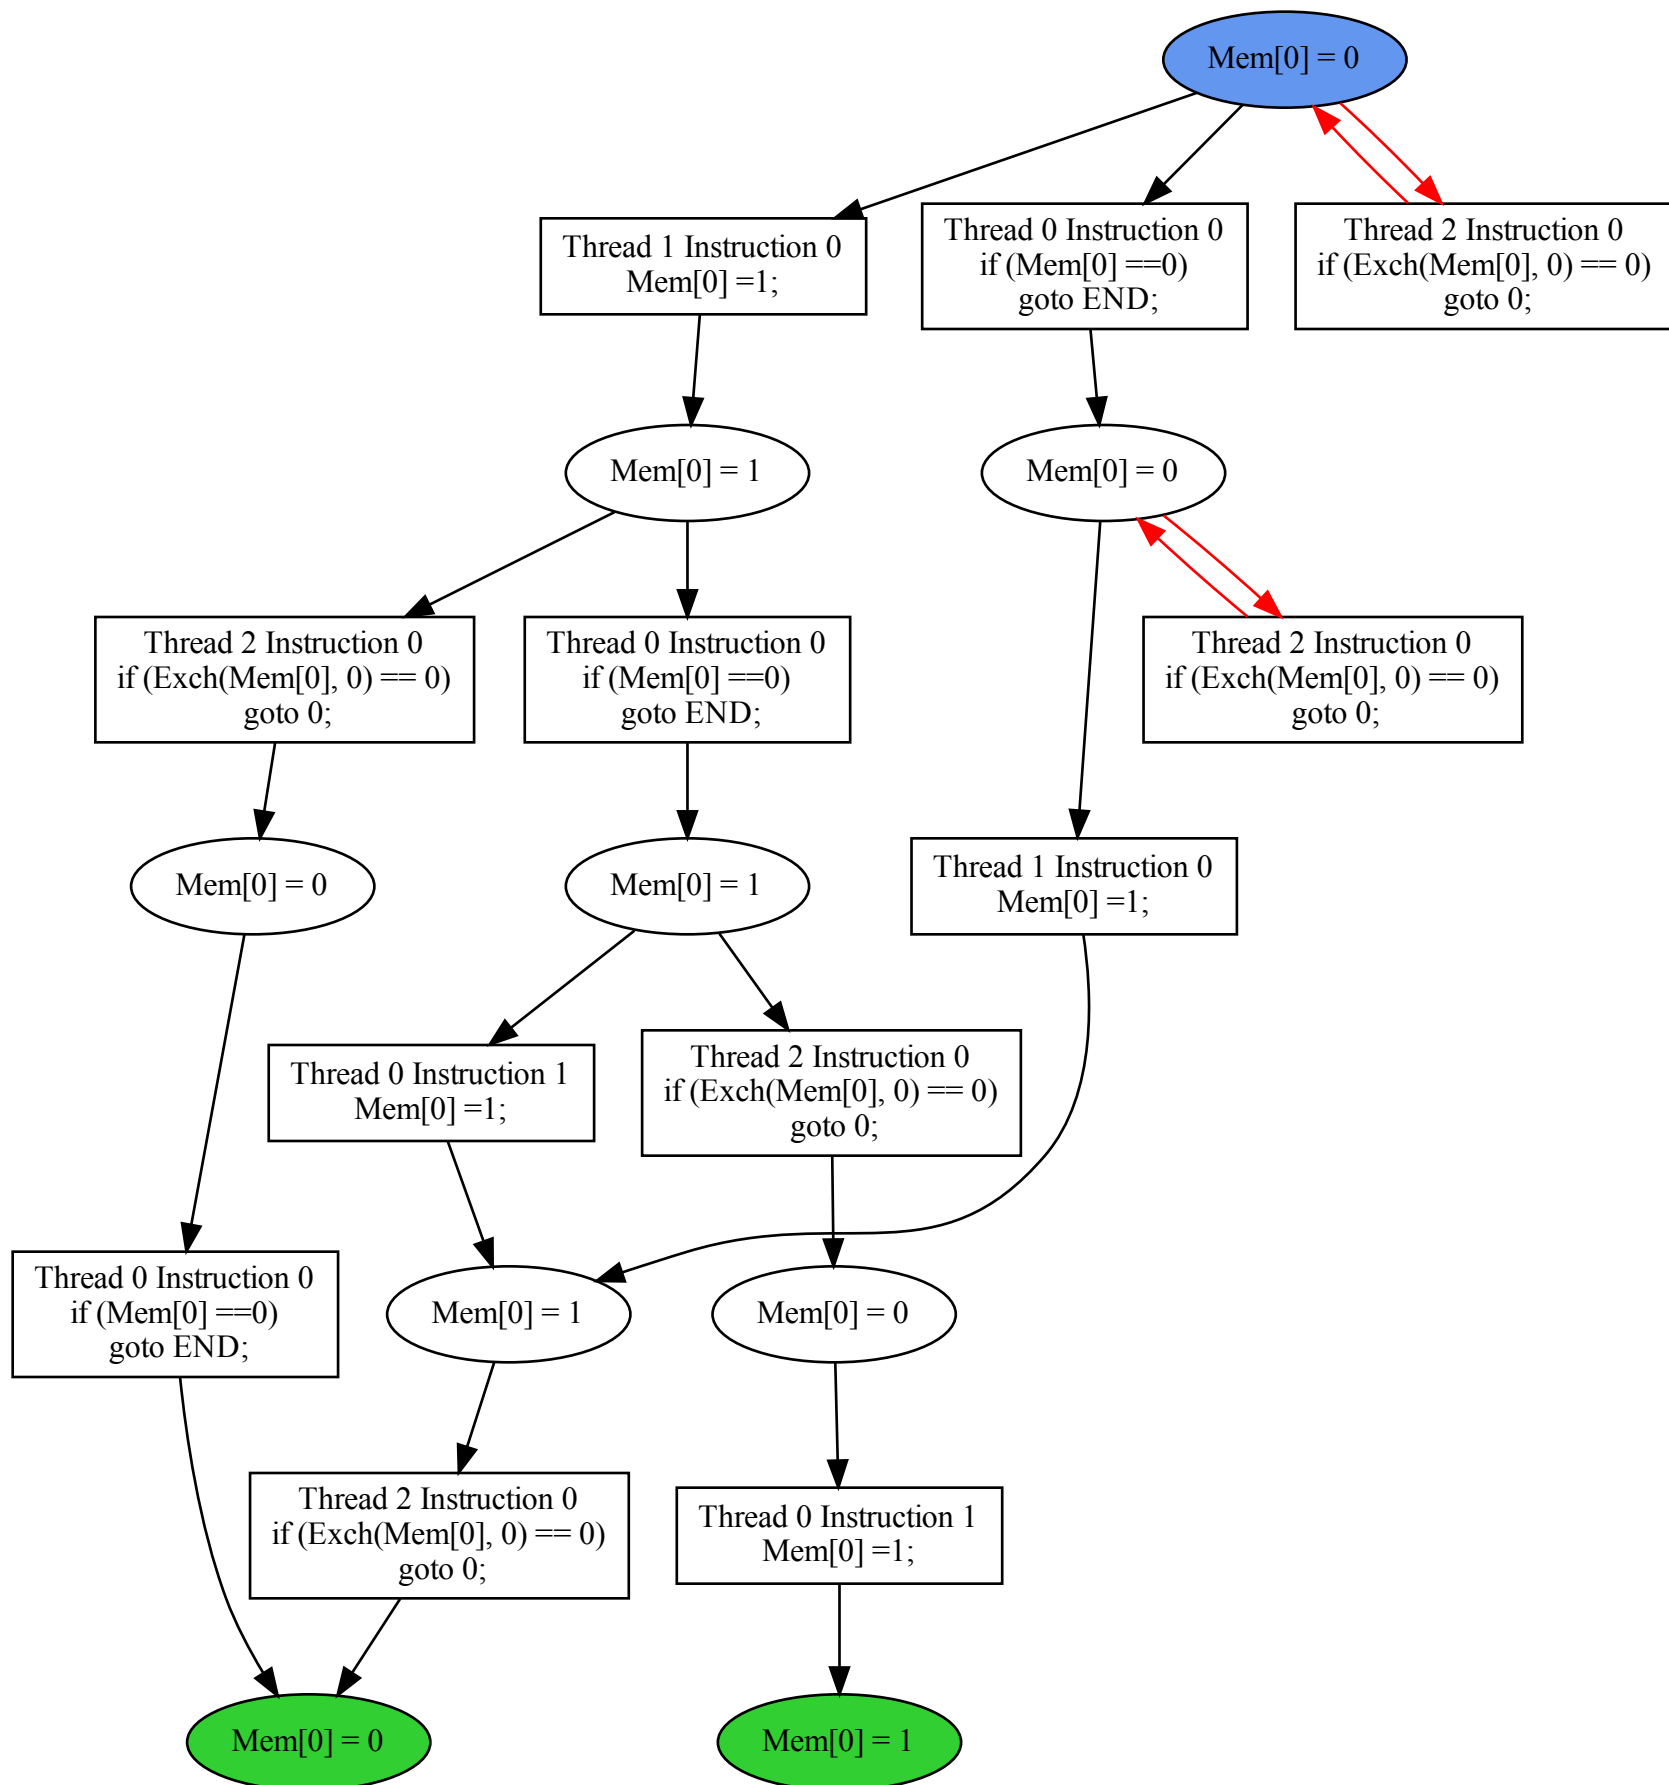 Mem[0] = 0
Thread 1 Instruction 0
Mem[0] =1;
Thread 0 Instruction 0
if (Mem[0] ==0)
goto END;
Thread 2 Instruction 0
if (Exch(Mem[0], 0) == 0)
goto 0;
Mem[0] = 1
Mem[0] = 0
Thread 2 Instruction 0
if (Exch(Mem[0], 0) == 0)
goto 0;
Thread 0 Instruction 0
if (Mem[0] ==0)
goto END;
Thread 2 Instruction 0
if (Exch(Mem[0], 0) == 0)
goto 0;
Mem[0] = 0
Mem[0] = 1
Thread 1 Instruction 0
Mem[0] =1;
Thread 0 Instruction 1
Mem[0] =1;
Thread 2 Instruction 0
if (Exch(Mem[0], 0) == 0)
goto 0;
Thread 0 Instruction 0
if (Mem[0] ==0)
goto END;
Mem[0] = 1
Mem[0] = 0
Thread 2 Instruction 0
if (Exch(Mem[0], 0) == 0)
goto 0;
Thread 0 Instruction 1
Mem[0] =1;
Mem[0] = 0
Mem[0] = 1